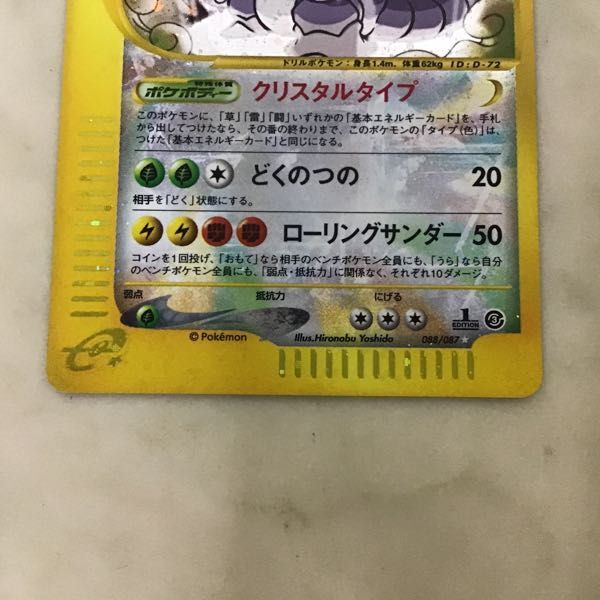 ドリルポケモン:身長1.4m、体重62kg ID:D-72
特殊体質
ポケボディー クリスタルタイプ
このポケモンに、「草」「雷」「闘」いずれかの「基本エネルギーカード」を、手札
から出してつけたなら、その番の終わりまで、このポケモンの「タイプ(色)」は、
つけた「基本エネルギーカード」と同じになる。
どくのつの 20
相手を「どく」状態にする。
ローリングサンダー 50
コインを1回投げ、「おもて」なら相手のベンチポケモン全員にも、「うら」なら自分
のベンチポケモン全員にも、「弱点・抵抗力」に関係なく、それぞれ10ダメージ。
弱点 抵抗力 にげる
1 EDITION 3
© Pokémon Illus.Hironobu Yoshida 088/087 ★
e